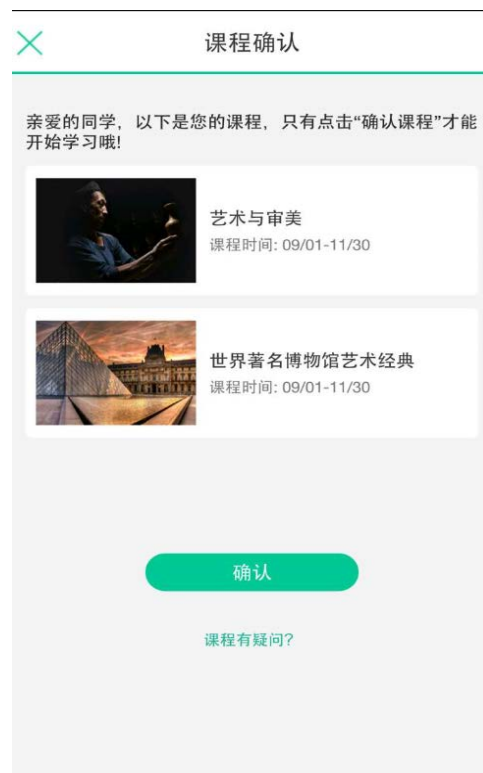 课程确认
亲爱的同学，以下是您的课程，只有点击“确认课程”才能
开始学习哦!
艺术与审美
课程时间: 09/01-11/30
世界著名博物馆艺术经典
课程时间: 09/01-11/30
确认
课程有疑问?